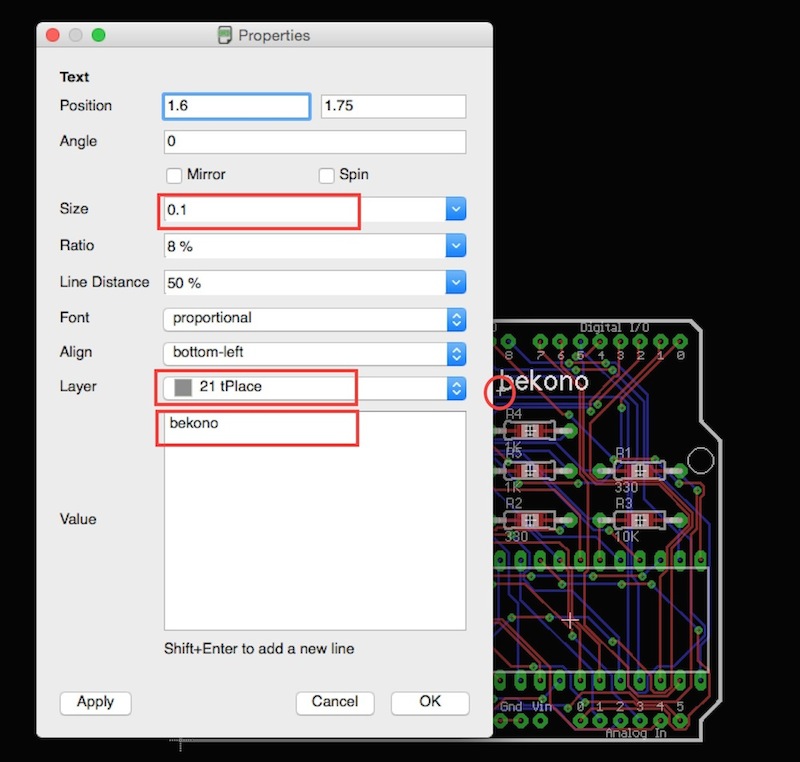 Properties
Text
Position 1.6 1.75
Angle 0
Mirror Spin
Size 0.1
Ratio 8 %
Line Distance 50 %
Font proportional
Align bottom-left
Layer 21 tPlace
bekono
Value
Shift+Enter to add a new line
Apply Cancel OK
Digital I/O
8 7 6 5 4 3 2 1 0
bekono
R4
1K
R5 R1
1K 330
R2 R3
330 10K
Gnd Vin 0 1 2 3 4 5
Analog In